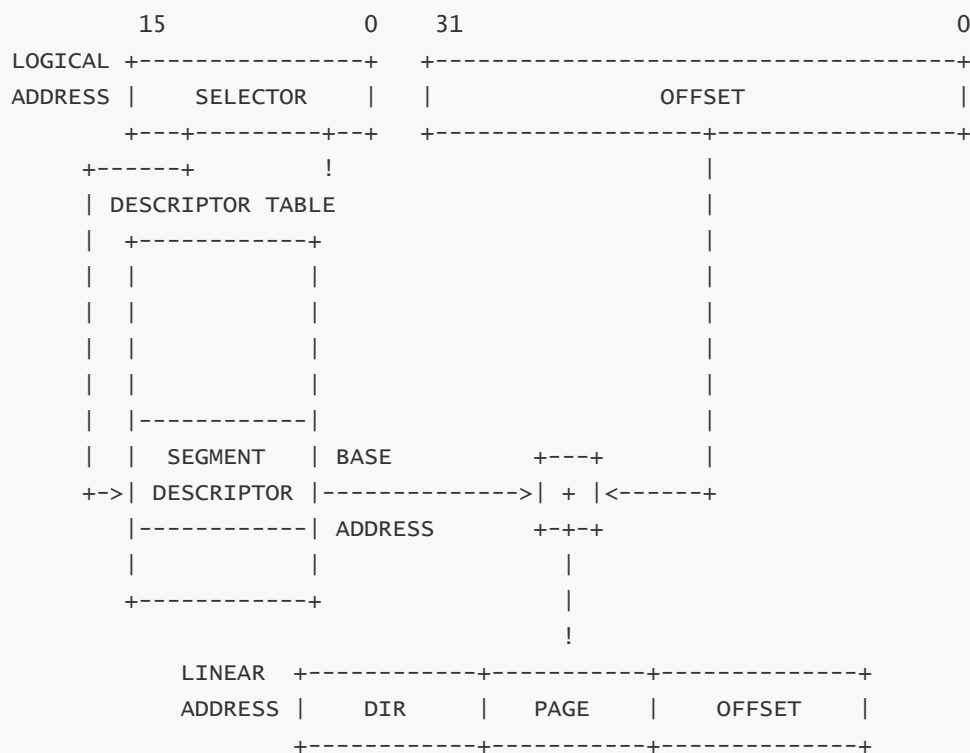 15 0 31 0
LOGICAL +----------------+ +--------------------------------------+
ADDRESS | SELECTOR | | OFFSET |
+---+----------+--+ +--------------------+-----------------+
+------+ ! |
| DESCRIPTOR TABLE |
| +------------+ |
| | | |
| | | |
| | | |
| | | |
| |------------| |
| | SEGMENT | BASE +---+ |
+->| DESCRIPTOR |-------------->| + |<------+
|------------| ADDRESS +-+-+
| | |
+------------+ |
!
LINEAR +------------+-----------+--------------+
ADDRESS | DIR | PAGE | OFFSET |
+------------+-----------+--------------+